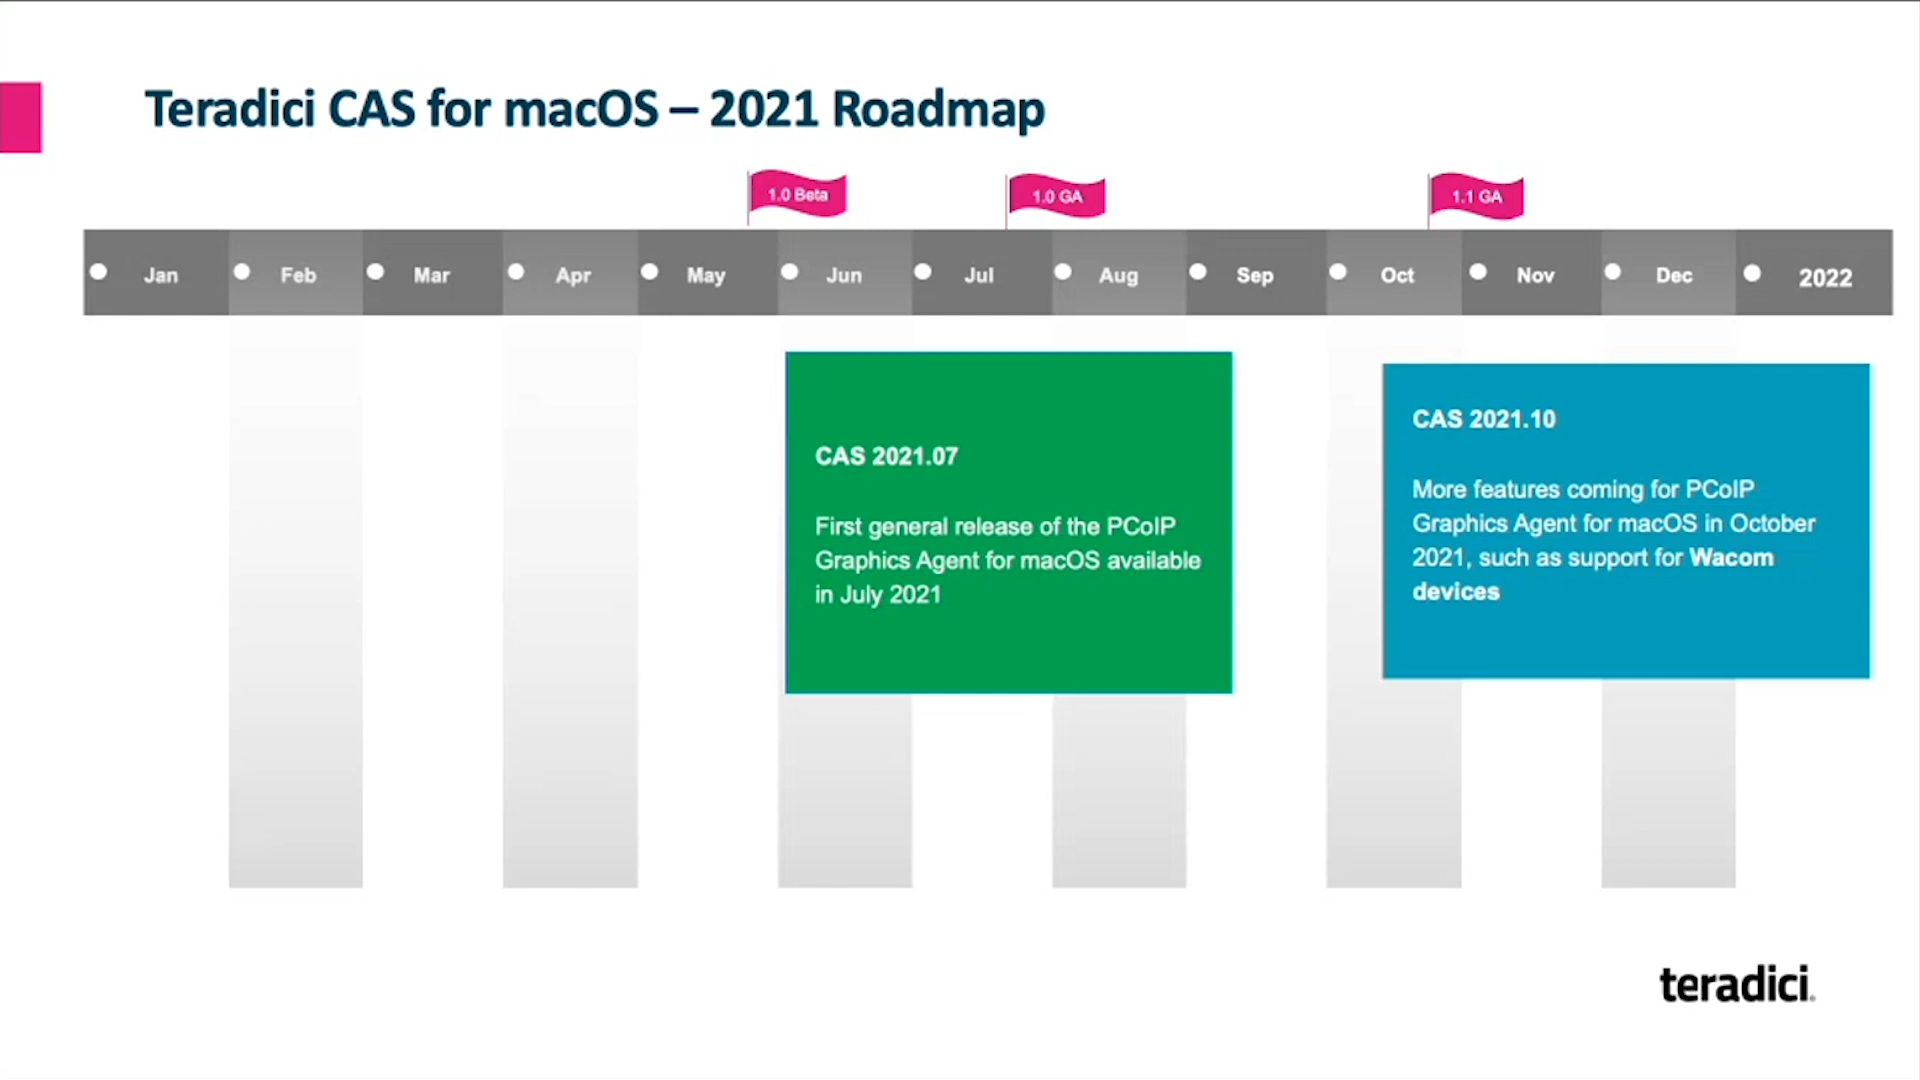 Teradici CAS for macOS – 2021 Roadmap
1.0 Beta
1.0 GA
1.1 GA
Jan
Feb
Mar
Apr
May
Jun
Jul
Aug
Sep
Oct
Nov
Dec
2022
CAS 2021.07
First general release of the PCoIP
Graphics Agent for macOS available
in July 2021
CAS 2021.10
More features coming for PCoIP
Graphics Agent for macOS in October
2021, such as support for Wacom
devices
teradici